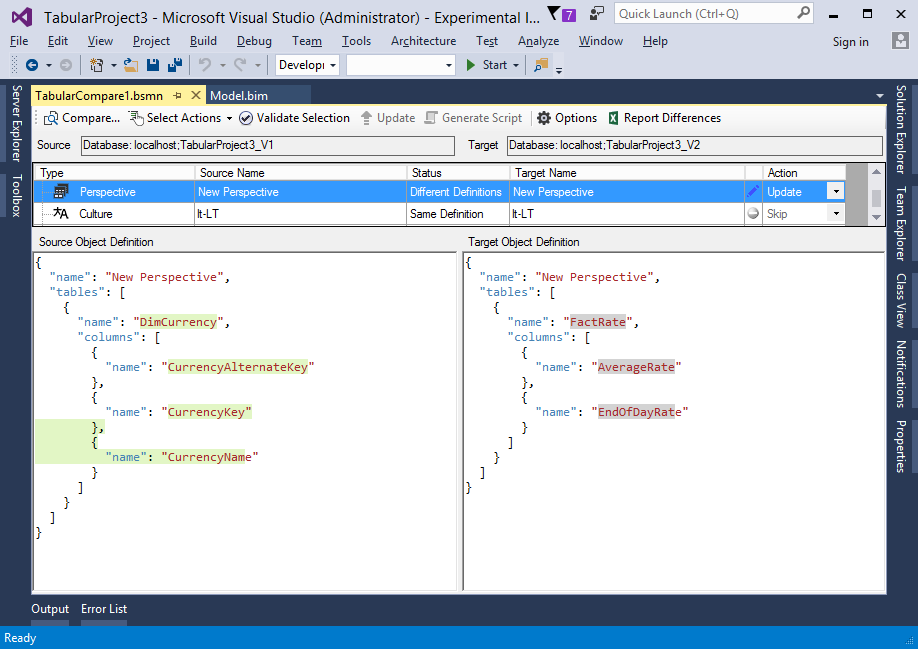 TabularProject3 - Microsoft Visual Studio (Administrator) - Experimental I... 7 Quick Launch (Ctrl+Q)
File Edit View Project Build Debug Team Tools Architecture Test Analyze Window Help Sign in
Developi Start
Server Explorer
Toolbox
TabularCompare1.bsmn Model.bim
Compare... Select Actions Validate Selection Update Generate Script Options Report Differences
Source Database: localhost;TabularProject3_V1 Target Database: localhost;TabularProject3_V2
Type Source Name Status Target Name Action
Perspective New Perspective Different Definitions New Perspective Update
Culture lt-LT Same Definition lt-LT Skip
Source Object Definition
{
"name": "New Perspective",
"tables": [
{
"name": "DimCurrency",
"columns": [
{
"name": "CurrencyAlternateKey"
},
{
"name": "CurrencyKey"
},
{
"name": "CurrencyName"
}
]
}
]
}
Target Object Definition
{
"name": "New Perspective",
"tables": [
{
"name": "FactRate",
"columns": [
{
"name": "AverageRate"
},
{
"name": "EndOfDayRate"
}
]
}
]
}
Solution Explorer
Team Explorer
Class View
Notifications
Properties
Output Error List
Ready